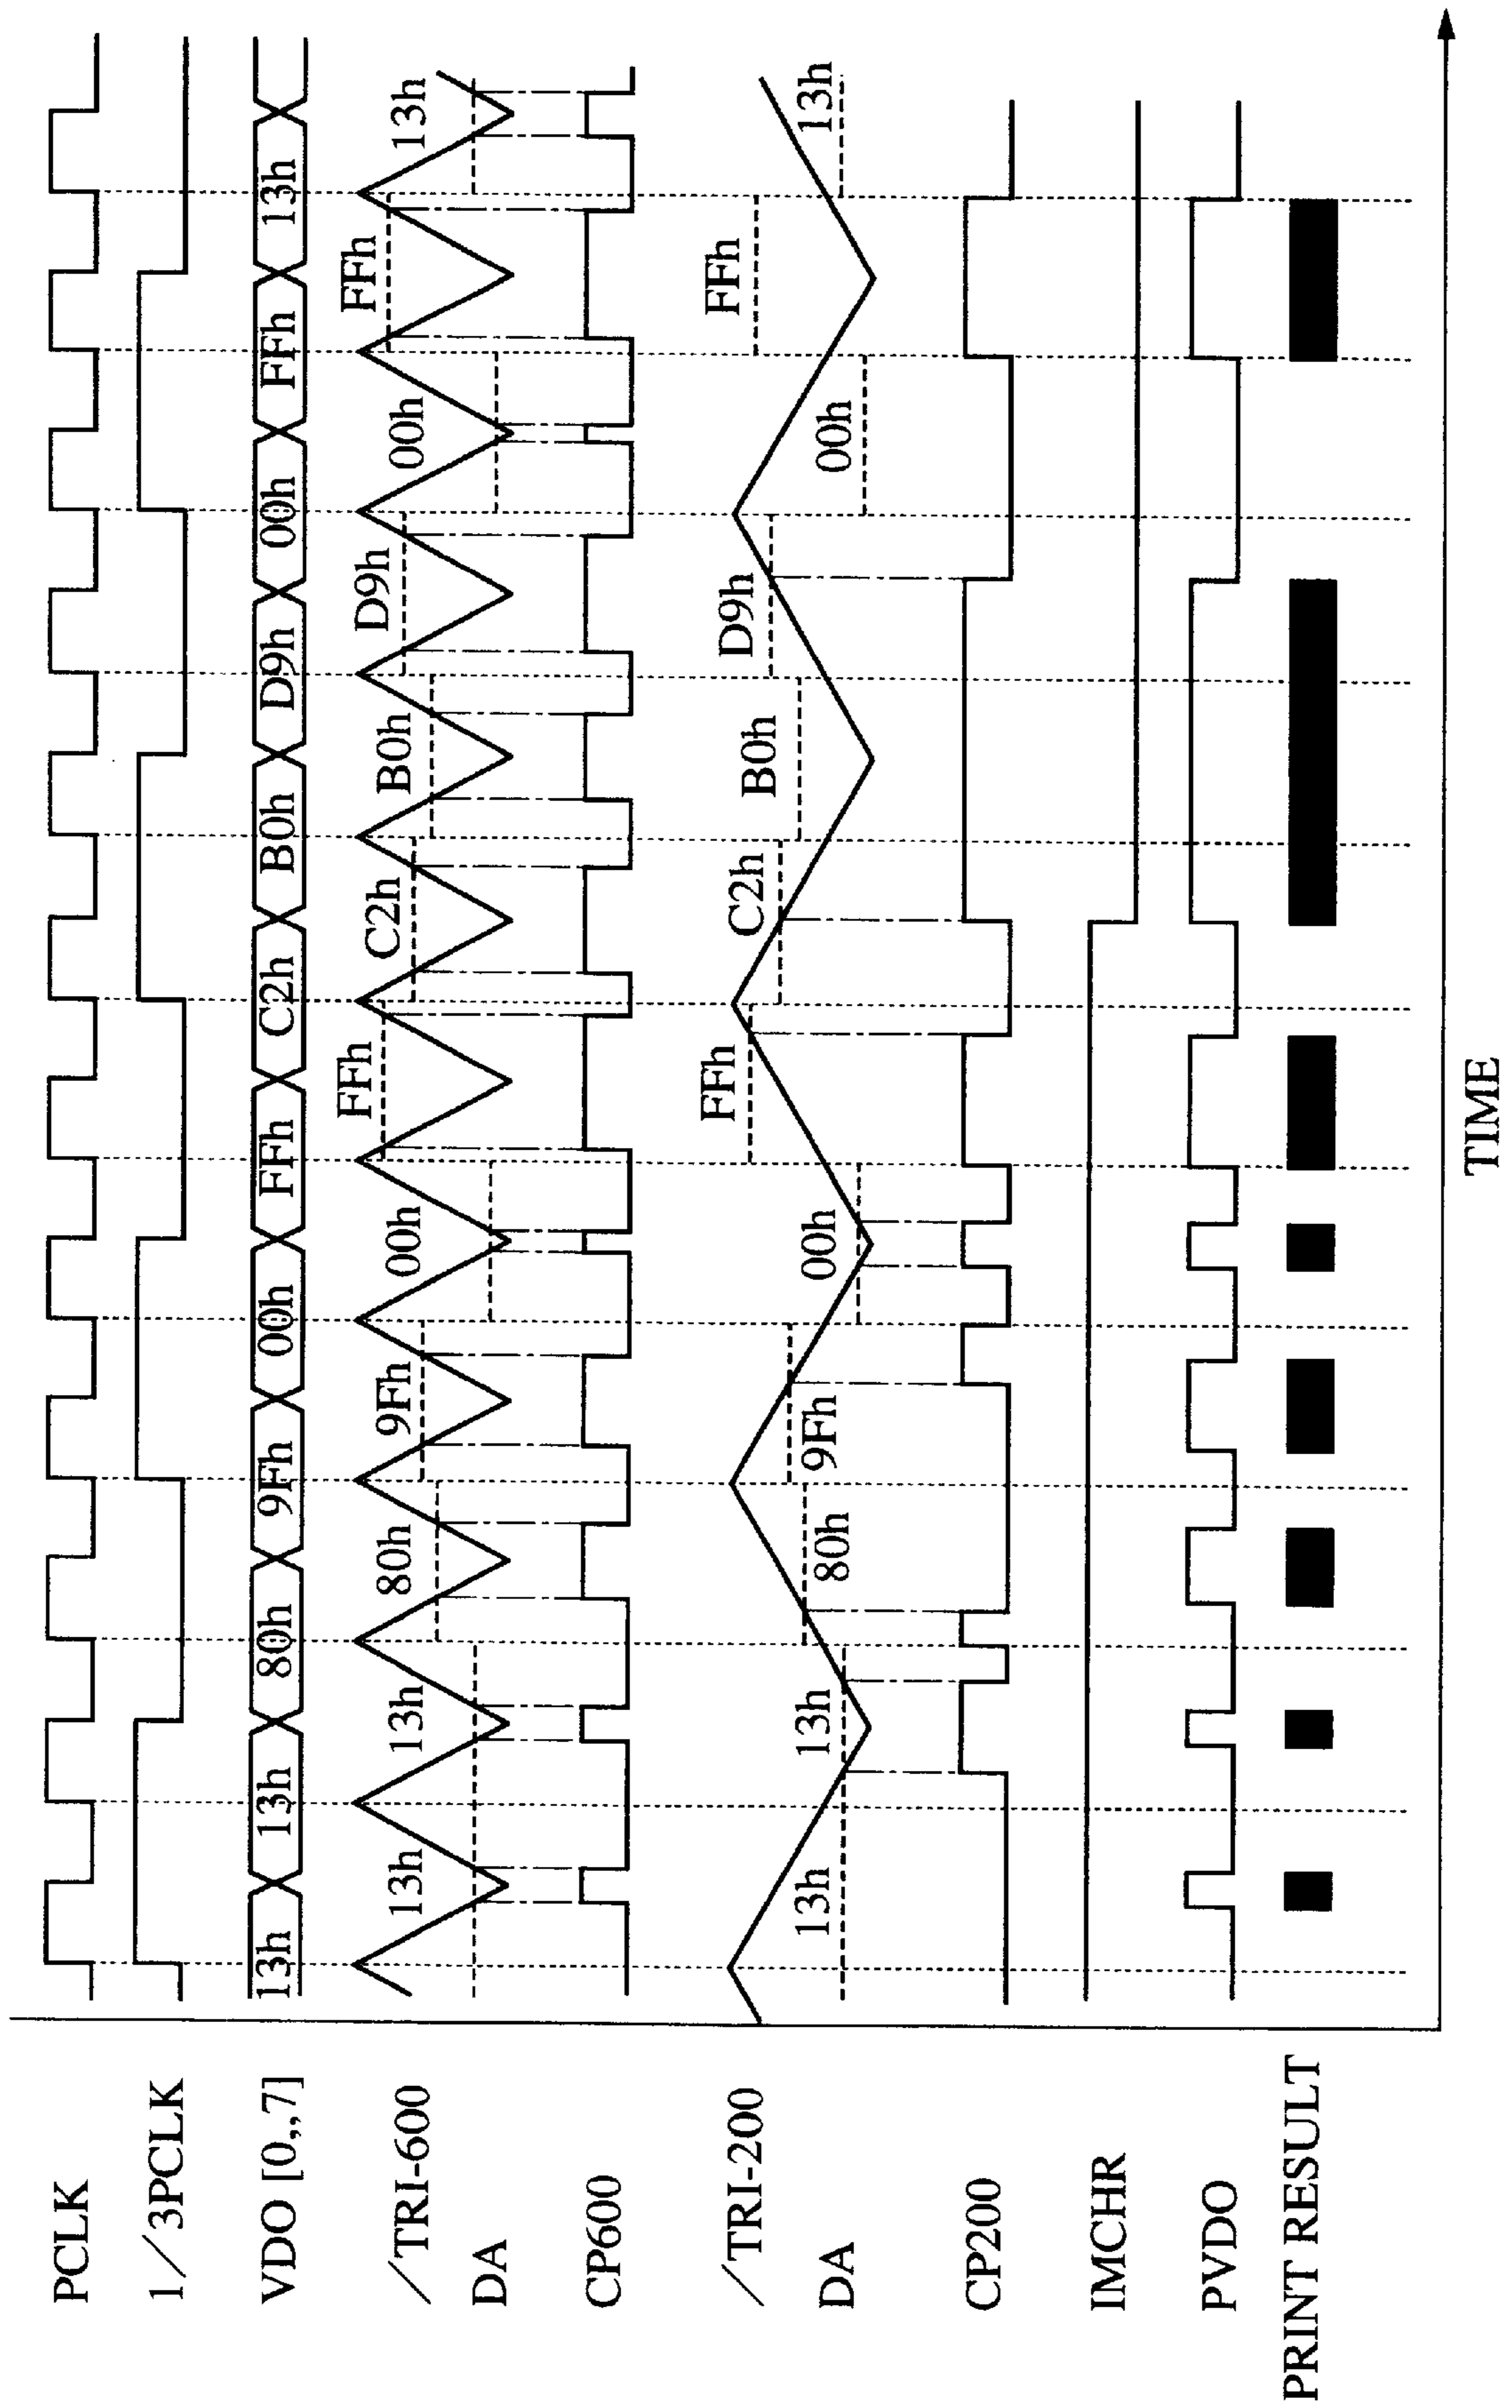 PCLK
1/3PCLK
VDO [0,,7] 13h 13h 80h 9Fh 00h FFh C2h B0h D9h 00h FFh 13h
/TRI-600
DA 13h 13h 80h 9Fh 00h FFh C2h B0h D9h 00h FFh 13h
CP600
/TRI-200
DA 13h 13h 80h 9Fh 00h FFh C2h B0h D9h 00h FFh 13h
CP200
IMCHR
PVDO
PRINT RESULT
TIME